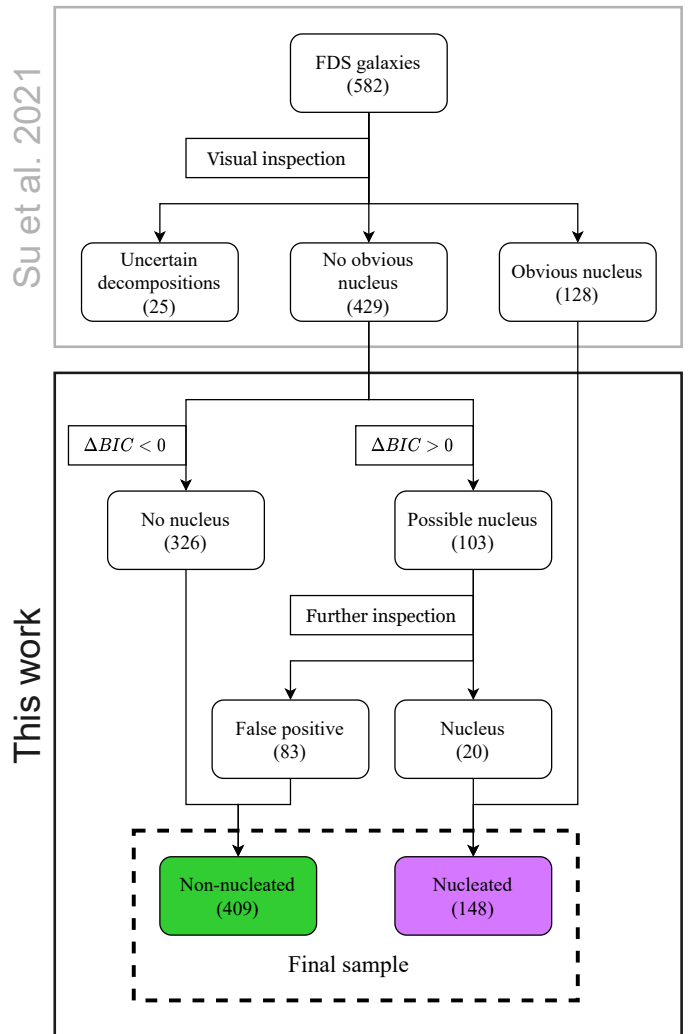 Su et al. 2021
FDS galaxies
(582)
Visual inspection
Uncertain
decompositions
(25)
No obvious
nucleus
(429)
Obvious nucleus
(128)
This work
ΔBIC < 0
ΔBIC > 0
No nucleus
(326)
Possible nucleus
(103)
Further inspection
False positive
(83)
Nucleus
(20)
Non-nucleated
(409)
Nucleated
(148)
Final sample